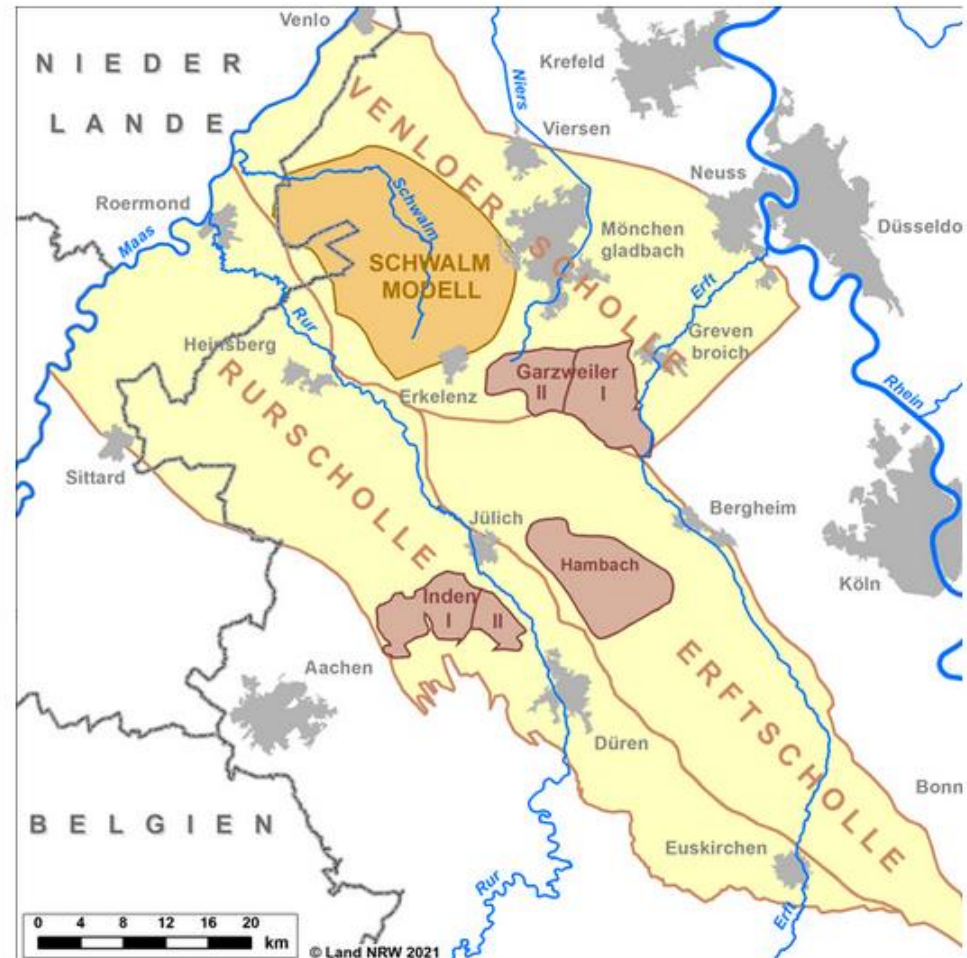 Venlo
NIEDER
LANDE
Krefeld
Niers
Viersen
VENLOER SCHOLLE
Neuss
Roermond
Maas
Schwalm
Mönchen
gladbach
Düsseldo
SCHWALM
MODELL
Erft
Rur
Heinsberg
Greven
broich
Garzweiler
II
I
Rhein
Erkelenz
RURSCHOLLE
Sittard
Bergheim
Jülich
Hambach
Köln
Inden
I
II
Aachen
ERFTSCHOLLE
Düren
Bonn
BELGIEN
Euskirchen
Rur
Erft
0 4 8 12 16 20
km
© Land NRW 2021